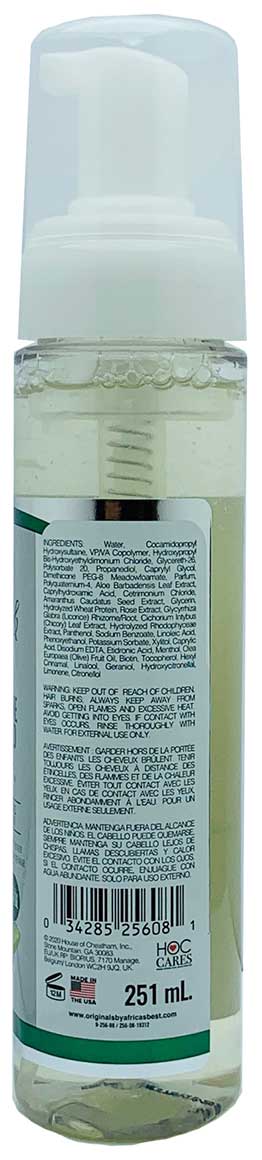 INGREDIENTS: Water, Cocamidopropyl
Hydroxysultaine, VP/VA Copolymer, Hydroxypropyl
Bis-Hydroxyethyldimonium Chloride, Glycereth-26,
Polysorbate 20, Propanediol, Caprylyl Glycol,
Dimethicone PEG-8 Meadowfoamate, Parfum,
Polyquaternium-4, Aloe Barbadensis Leaf Extract,
Caprylhydroxamic Acid, Cetrimonium Chloride,
Amaranthus Caudatus Seed Extract, Glycerin,
Hydrolyzed Wheat Protein, Rose Extract, Glycyrrhiza
Glabra (Licorice) Rhizome/Root, Cichorium Intybus
(Chicory) Leaf Extract, Hydrolyzed Rhodophyceae
Extract, Panthenol, Sodium Benzoate, Linoleic Acid,
Phenoxyethanol, Potassium Sorbate, Xylitol, Caprylic
Acid, Disodium EDTA, Etidronic Acid, Menthol, Olea
Europaea (Olive) Fruit Oil, Biotin, Tocopherol, Hexyl
Cinnamal, Linalool, Geraniol, Hydroxycitronellal,
Limonene, Citronellol
WARNING: KEEP OUT OF REACH OF CHILDREN.
HAIR BURNS. ALWAYS KEEP AWAY FROM
SPARKS, OPEN FLAMES AND EXCESSIVE HEAT.
AVOID GETTING INTO EYES. IF CONTACT WITH
EYES OCCURS, RINSE THOROUGHLY WITH
WATER. FOR EXTERNAL USE ONLY.
AVERTISSEMENT : GARDER HORS DE LA PORTÉE
DES ENFANTS. LES CHEVEUX BRÛLENT. TENIR
TOUJOURS LES CHEVEUX À DISTANCE DES
ÉTINCELLES, DES FLAMMES ET DE LA CHALEUR
EXCESSIVE. ÉVITER TOUT CONTACT AVEC LES
YEUX. EN CAS DE CONTACT AVEC LES YEUX,
RINCER ABONDAMMENT À L'EAU. POUR UN
USAGE EXTERNE SEULEMENT.
ADVERTENCIA: MANTENGA FUERA DEL ALCANCE
DE LOS NINOS. EL CABELLO PUEDE QUEMARSE.
SIEMPRE MANTENGA SU CABELLO LEJOS DE
CHISPAS, LLAMAS DESCUBIERTAS Y CALOR
EXCESIVO. EVITE EL CONTACTO CON LOS OJOS.
SI EL CONTACTO OCURRE, ENJUAGUE CON
AGUA ABUNDANTE. SOLO PARA USO EXTERNO.
0 34285 25608 1
© 2020 House of Cheatham, Inc.,
Stone Mountain, GA 30083.
EU/UK RP: BIORIUS, 7170 Manage,
Belgium/ London WC2H 9JQ, UK.
HOC
CARES
12M
MADE IN
THE USA
251 mL.
www.originalsbyafricasbest.com